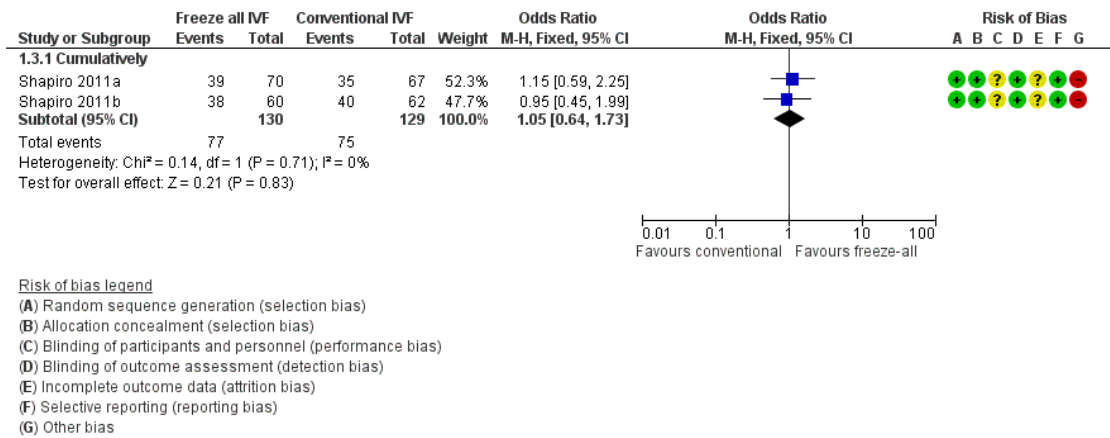 Freeze all IVF Conventional IVF Odds Ratio Odds Ratio Risk of Bias
Study or Subgroup Events Total Events Total Weight M-H, Fixed, 95% CI M-H, Fixed, 95% CI A B C D E F G
1.3.1 Cumulatively
Shapiro 2011a 39 70 35 67 52.3% 1.15 [0.59, 2.25] + + ? + ? + -
Shapiro 2011b 38 60 40 62 47.7% 0.95 [0.45, 1.99] + + ? + ? + -
Subtotal (95% CI) 130 129 100.0% 1.05 [0.64, 1.73]
Total events 77 75
Heterogeneity: Chi² = 0.14, df = 1 (P = 0.71); I² = 0%
Test for overall effect: Z = 0.21 (P = 0.83)
0.01 0.1 1 10 100
Favours conventional Favours freeze-all
Risk of bias legend
(A) Random sequence generation (selection bias)
(B) Allocation concealment (selection bias)
(C) Blinding of participants and personnel (performance bias)
(D) Blinding of outcome assessment (detection bias)
(E) Incomplete outcome data (attrition bias)
(F) Selective reporting (reporting bias)
(G) Other bias